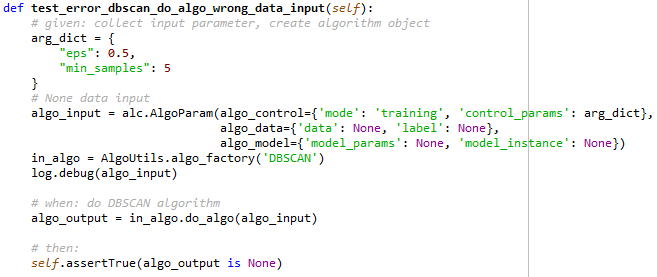 def test_error_dbscan_do_algo_wrong_data_input(self):
# given: collect input parameter, create algorithm object
arg_dict = {
"eps": 0.5,
"min_samples": 5
}
# None data input
algo_input = alc.AlgoParam(algo_control={'mode': 'training', 'control_params': arg_dict},
algo_data={'data': None, 'label': None},
algo_model={'model_params': None, 'model_instance': None})
in_algo = AlgoUtils.algo_factory('DBSCAN')
log.debug(algo_input)
# when: do DBSCAN algorithm
algo_output = in_algo.do_algo(algo_input)
# then:
self.assertTrue(algo_output is None)